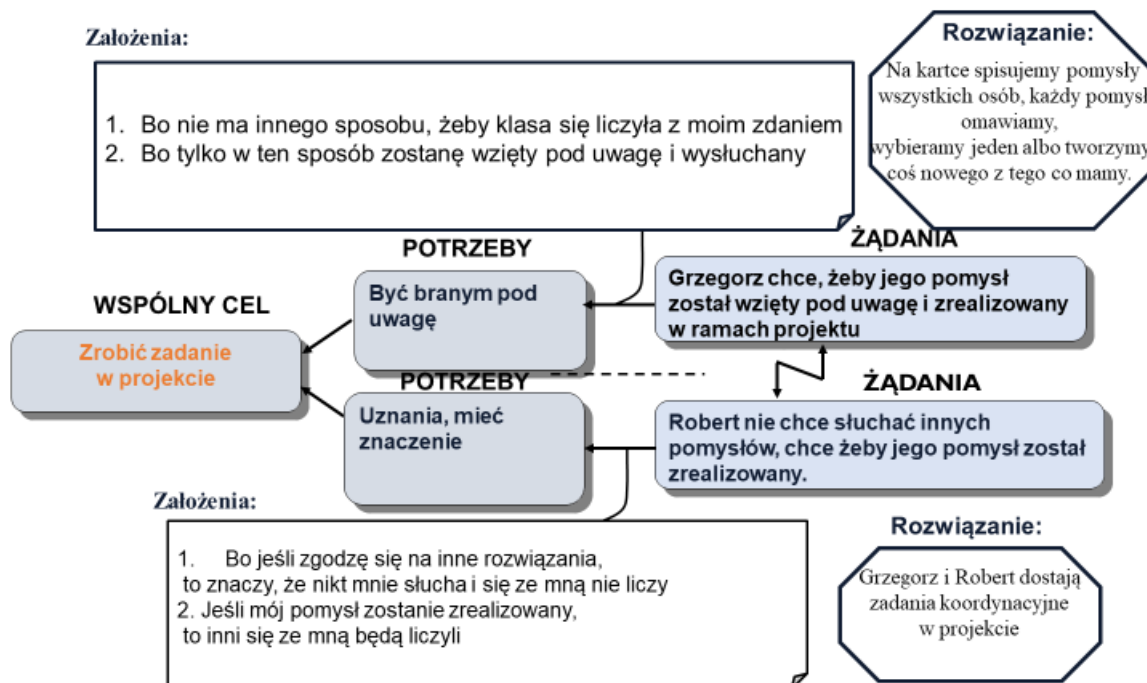 Założenia:
1. Bo nie ma innego sposobu, żeby klasa się liczyła z moim zdaniem
2. Bo tylko w ten sposób zostanę wzięty pod uwagę i wysłuchany
Rozwiązanie:
Na kartce spisujemy pomysły
wszystkich osób, każdy pomysł
omawiamy,
wybieramy jeden albo tworzymy
coś nowego z tego co mamy.
POTRZEBY
ŻĄDANIA
Być branym pod
uwagę
Grzegorz chce, żeby jego pomysł
został wzięty pod uwagę i zrealizowany
w ramach projektu
WSPÓLNY CEL
Zrobić zadanie
w projekcie
POTRZEBY
ŻĄDANIA
Uznania, mieć
znaczenie
Robert nie chce słuchać innych
pomysłów, chce żeby jego pomysł został
zrealizowany.
Założenia:
1. Bo jeśli zgodzę się na inne rozwiązania,
to znaczy, że nikt mnie słucha i się ze mną nie liczy
2. Jeśli mój pomysł zostanie zrealizowany,
to inni się ze mną będą liczyli
Rozwiązanie:
Grzegorz i Robert dostają
zadania koordynacyjne
w projekcie